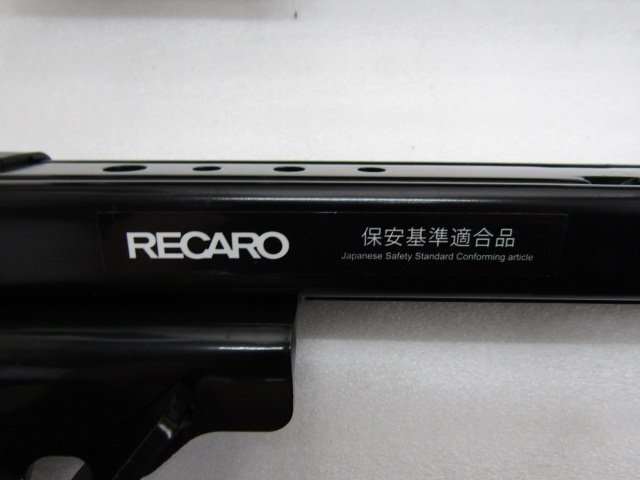 RECARO
保安基準適合品
Japanese Safety Standard Conforming article